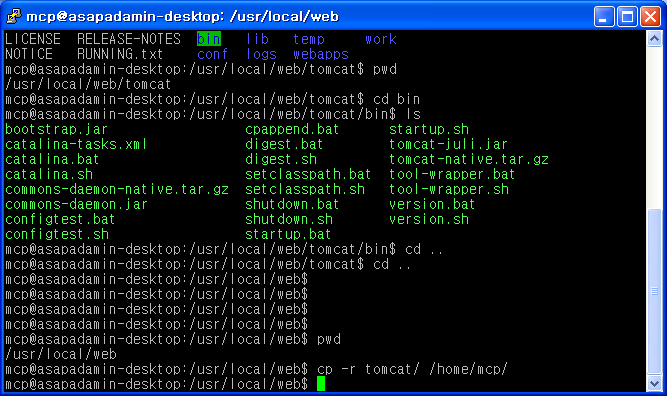 mcp@asapadamin-desktop: /usr/local/web
LICENSE  RELEASE-NOTES  bin   lib   temp     work
NOTICE   RUNNING.txt    conf  logs  webapps
mcp@asapadamin-desktop:/usr/local/web/tomcat$ pwd
/usr/local/web/tomcat
mcp@asapadamin-desktop:/usr/local/web/tomcat$ cd bin
mcp@asapadamin-desktop:/usr/local/web/tomcat/bin$ ls
bootstrap.jar                 cpappend.bat      startup.sh
catalina-tasks.xml            digest.bat        tomcat-juli.jar
catalina.bat                  digest.sh         tomcat-native.tar.gz
catalina.sh                   setclasspath.bat  tool-wrapper.bat
commons-daemon-native.tar.gz  setclasspath.sh   tool-wrapper.sh
commons-daemon.jar            shutdown.bat      version.bat
configtest.bat                shutdown.sh       version.sh
configtest.sh                 startup.bat
mcp@asapadamin-desktop:/usr/local/web/tomcat/bin$ cd ..
mcp@asapadamin-desktop:/usr/local/web/tomcat$ cd ..
mcp@asapadamin-desktop:/usr/local/web$
mcp@asapadamin-desktop:/usr/local/web$
mcp@asapadamin-desktop:/usr/local/web$
mcp@asapadamin-desktop:/usr/local/web$
mcp@asapadamin-desktop:/usr/local/web$ pwd
/usr/local/web
mcp@asapadamin-desktop:/usr/local/web$ cp -r tomcat/ /home/mcp/
mcp@asapadamin-desktop:/usr/local/web$